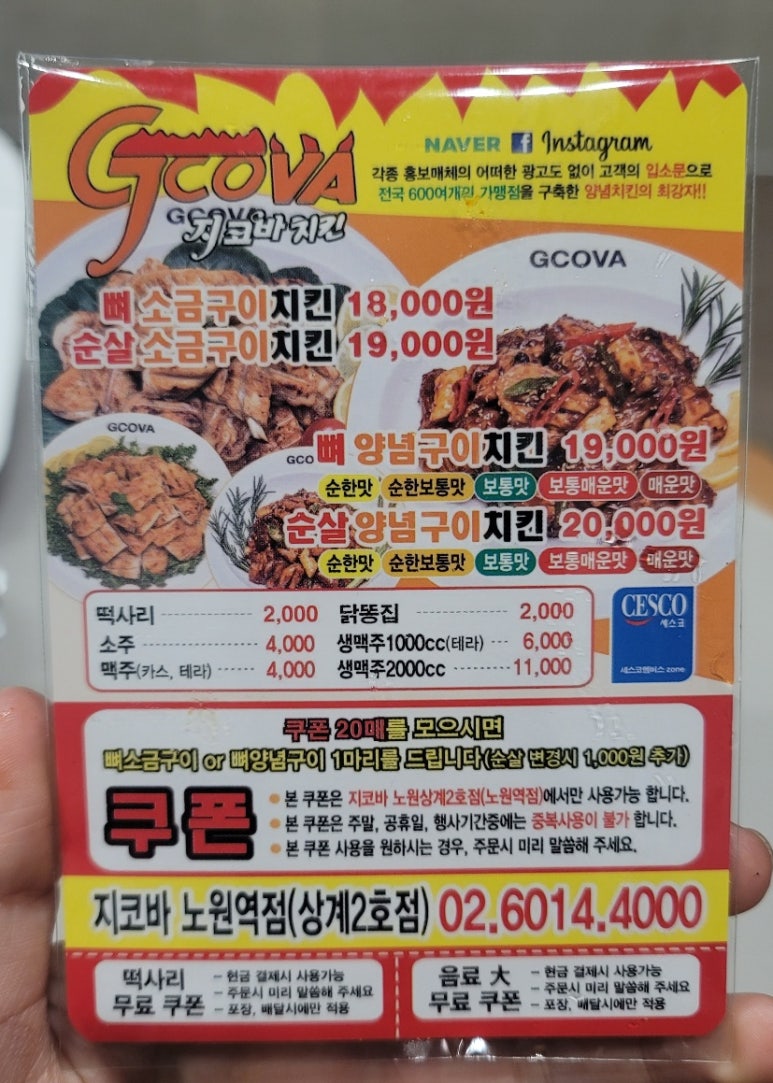 GCOVA
NAVER f Instagram
각종 홍보매체의 어떠한 광고도 없이 고객의 입소문으로
전국 600여개의 가맹점을 구축한 양념치킨의 최강자!!
GCOVA
지코바 치킨
GCOVA
뼈 소금구이치킨 18,000원
순살 소금구이치킨 19,000원
GCOVA
GCO
뼈 양념구이치킨 19,000원
순한맛 순한보통맛 보통맛 보통매운맛 매운맛
순살 양념구이치킨 20,000원
순한맛 순한보통맛 보통맛 보통매운맛 매운맛
떡사리 2,000 닭똥집 2,000
소주 4,000 생맥주1000cc(테라) 6,000
맥주(카스, 테라) 4,000 생맥주2000cc 11,000
CESCO
세스코
세스코멤버스 zone
쿠폰 20매를 모으시면
뼈소금구이 or 뼈양념구이 1마리를 드립니다(순살 변경시 1,000원 추가)
쿠폰
• 본 쿠폰은 지코바 노원상계2호점(노원역점)에서만 사용가능 합니다.
• 본 쿠폰은 주말, 공휴일, 행사기간중에는 중복사용이 불가 합니다.
• 본 쿠폰 사용을 원하시는 경우, 주문시 미리 말씀해 주세요.
지코바 노원역점(상계2호점) 02.6014.4000
떡사리
무료 쿠폰
- 현금 결제시 사용가능
- 주문시 미리 말씀해 주세요
- 포장, 배달시에만 적용
음료 大
무료 쿠폰
- 현금 결제시 사용가능
- 주문시 미리 말씀해 주세요
- 포장, 배달시에만 적용